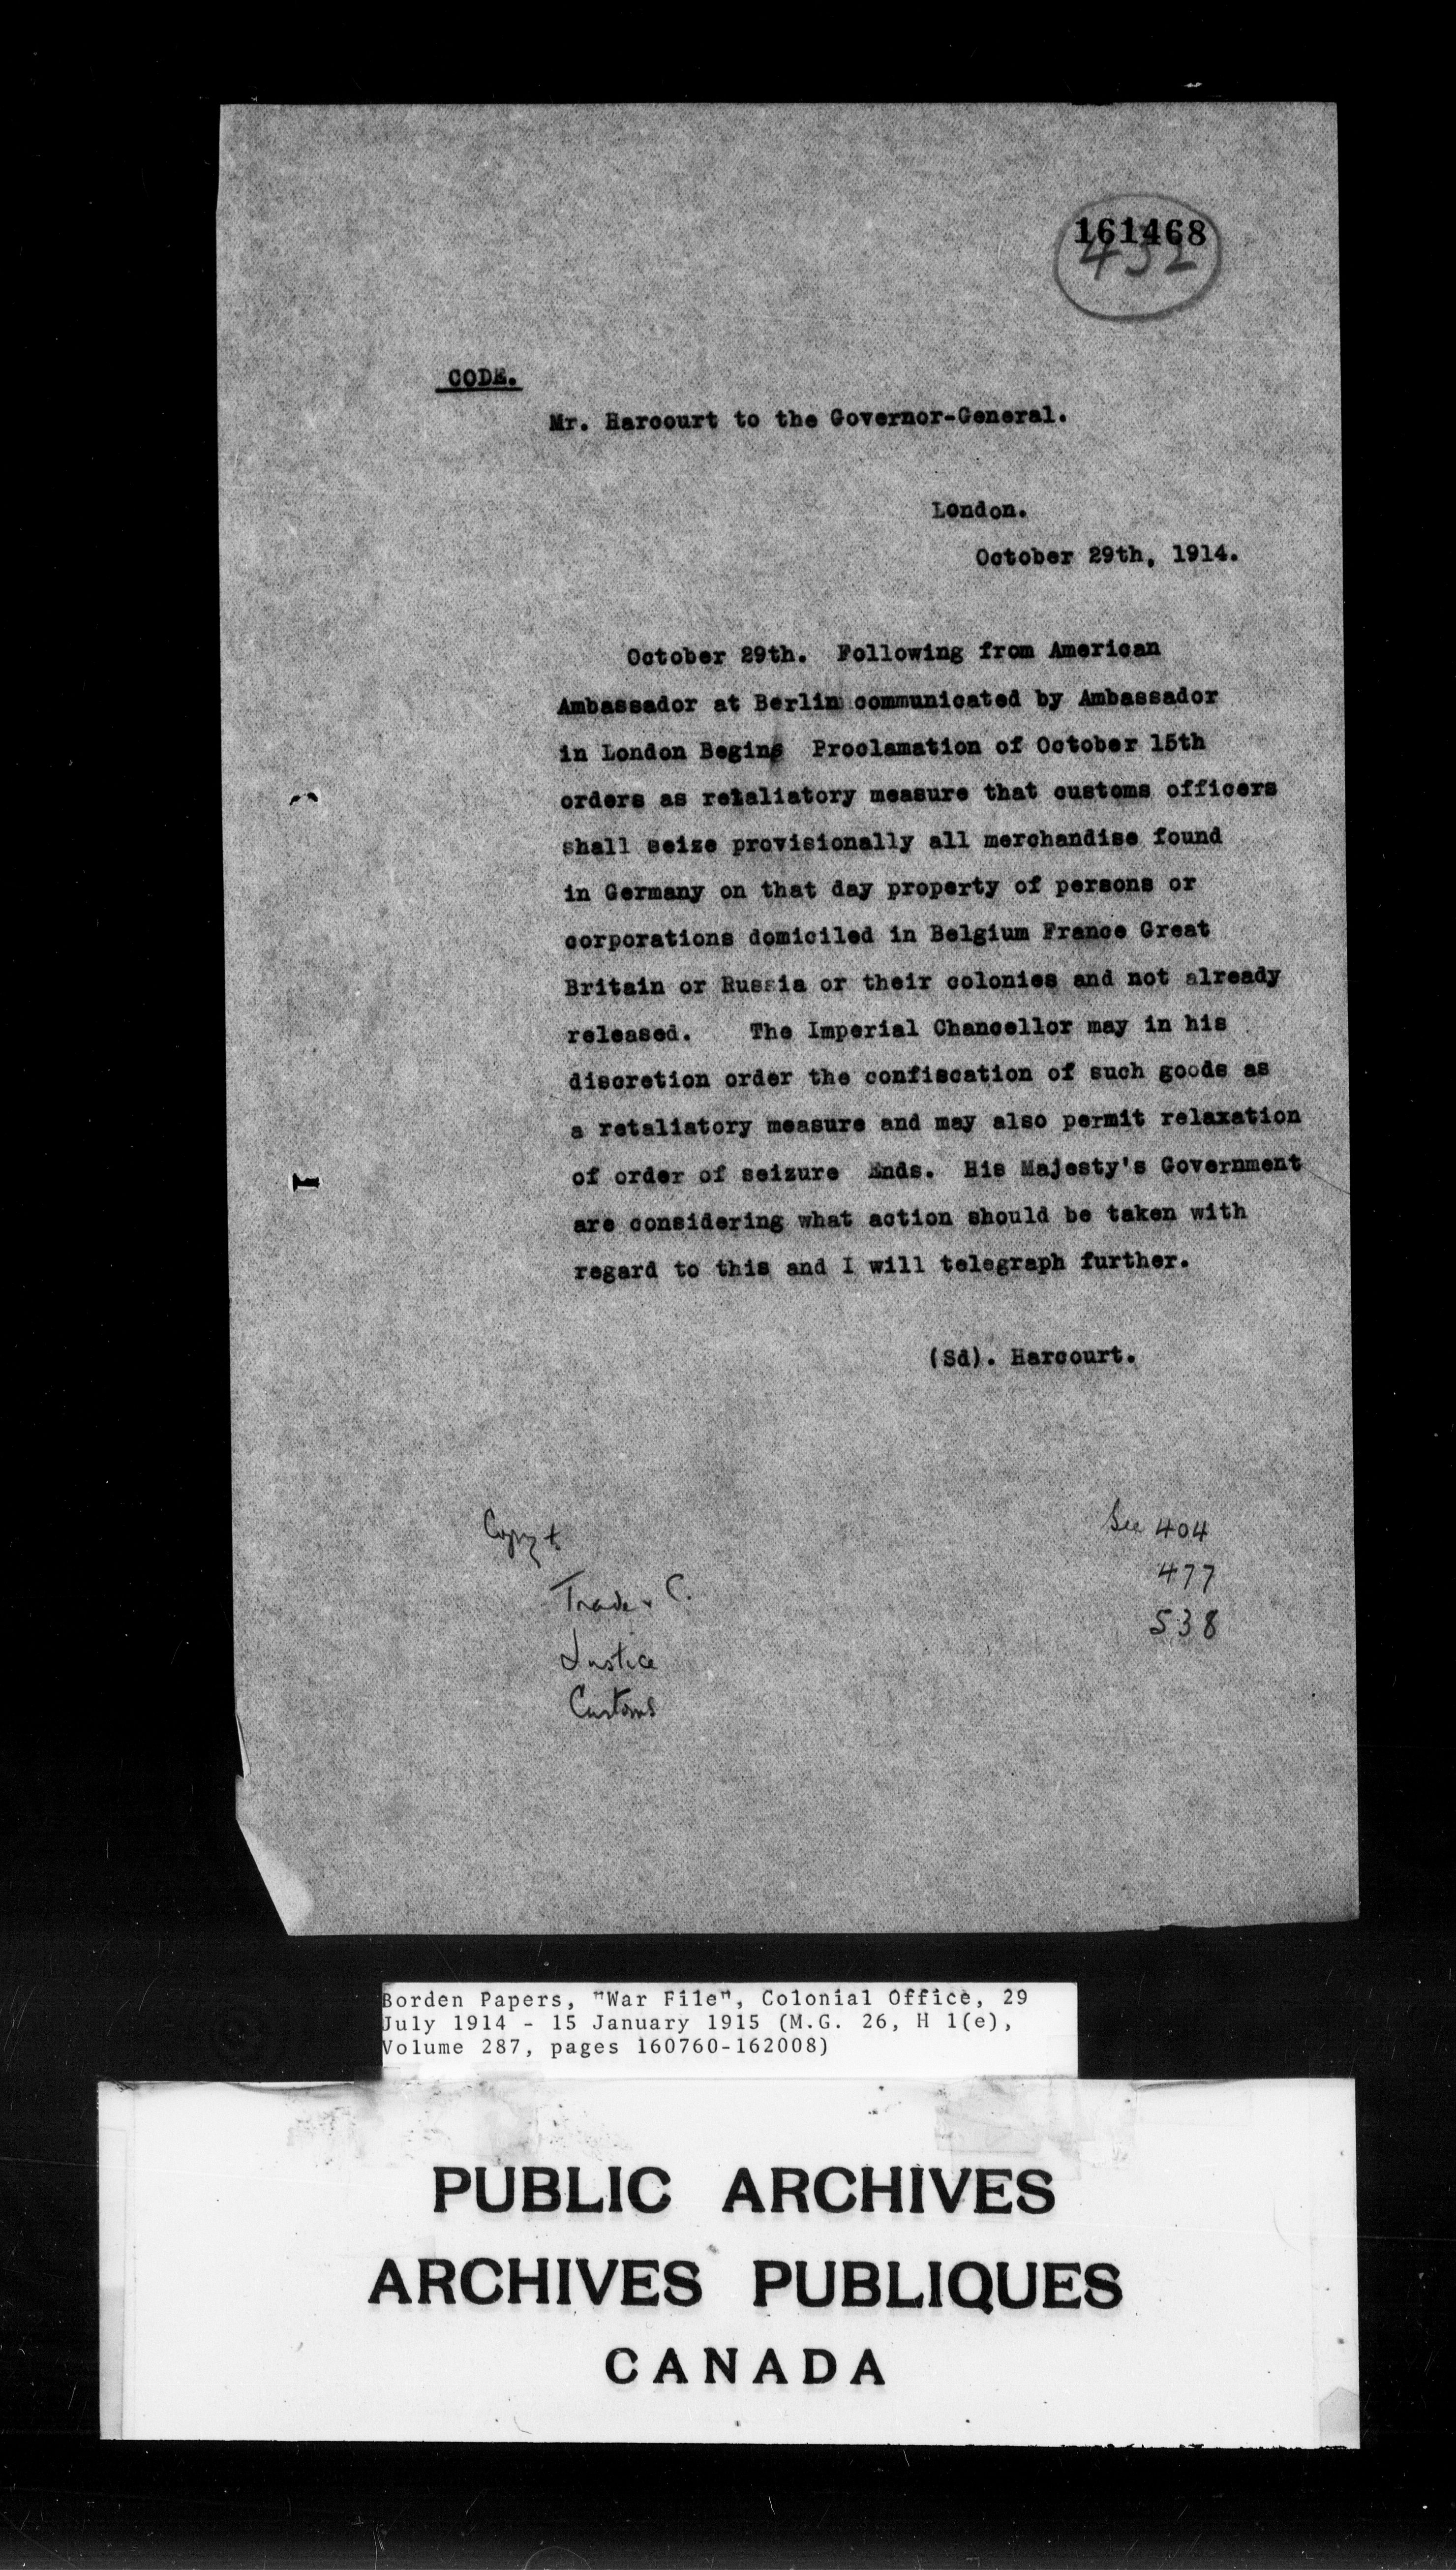 161468
432
CODE.
Mr. Harcourt to the Governor-General.
London.
October 29th, 1914.
October 29th. Following from American
Ambassador at Berlin communicated by Ambassador
in London Begins Proclamation of October 15th
orders as retaliatory measure that customs officers
shall seize provisionally all merchandise found
in Germany on that day property of persons or
corporations domiciled in Belgium France Great
Britain or Russia or their colonies and not already
released. The Imperial Chancellor may in his
discretion order the confiscation of such goods as
a retaliatory measure and may also permit relaxation
of order of seizure Ends. His Majesty's Government
are considering what action should be taken with
regard to this and I will telegraph further.
(Sd). Harcourt.
Copy to
Trade & C.
Justice
Customs
See 404
477
538
Borden Papers, "War File", Colonial Office, 29
July 1914 - 15 January 1915 (M.G. 26, H 1(e),
Volume 287, pages 160760-162008)
PUBLIC ARCHIVES
ARCHIVES PUBLIQUES
CANADA